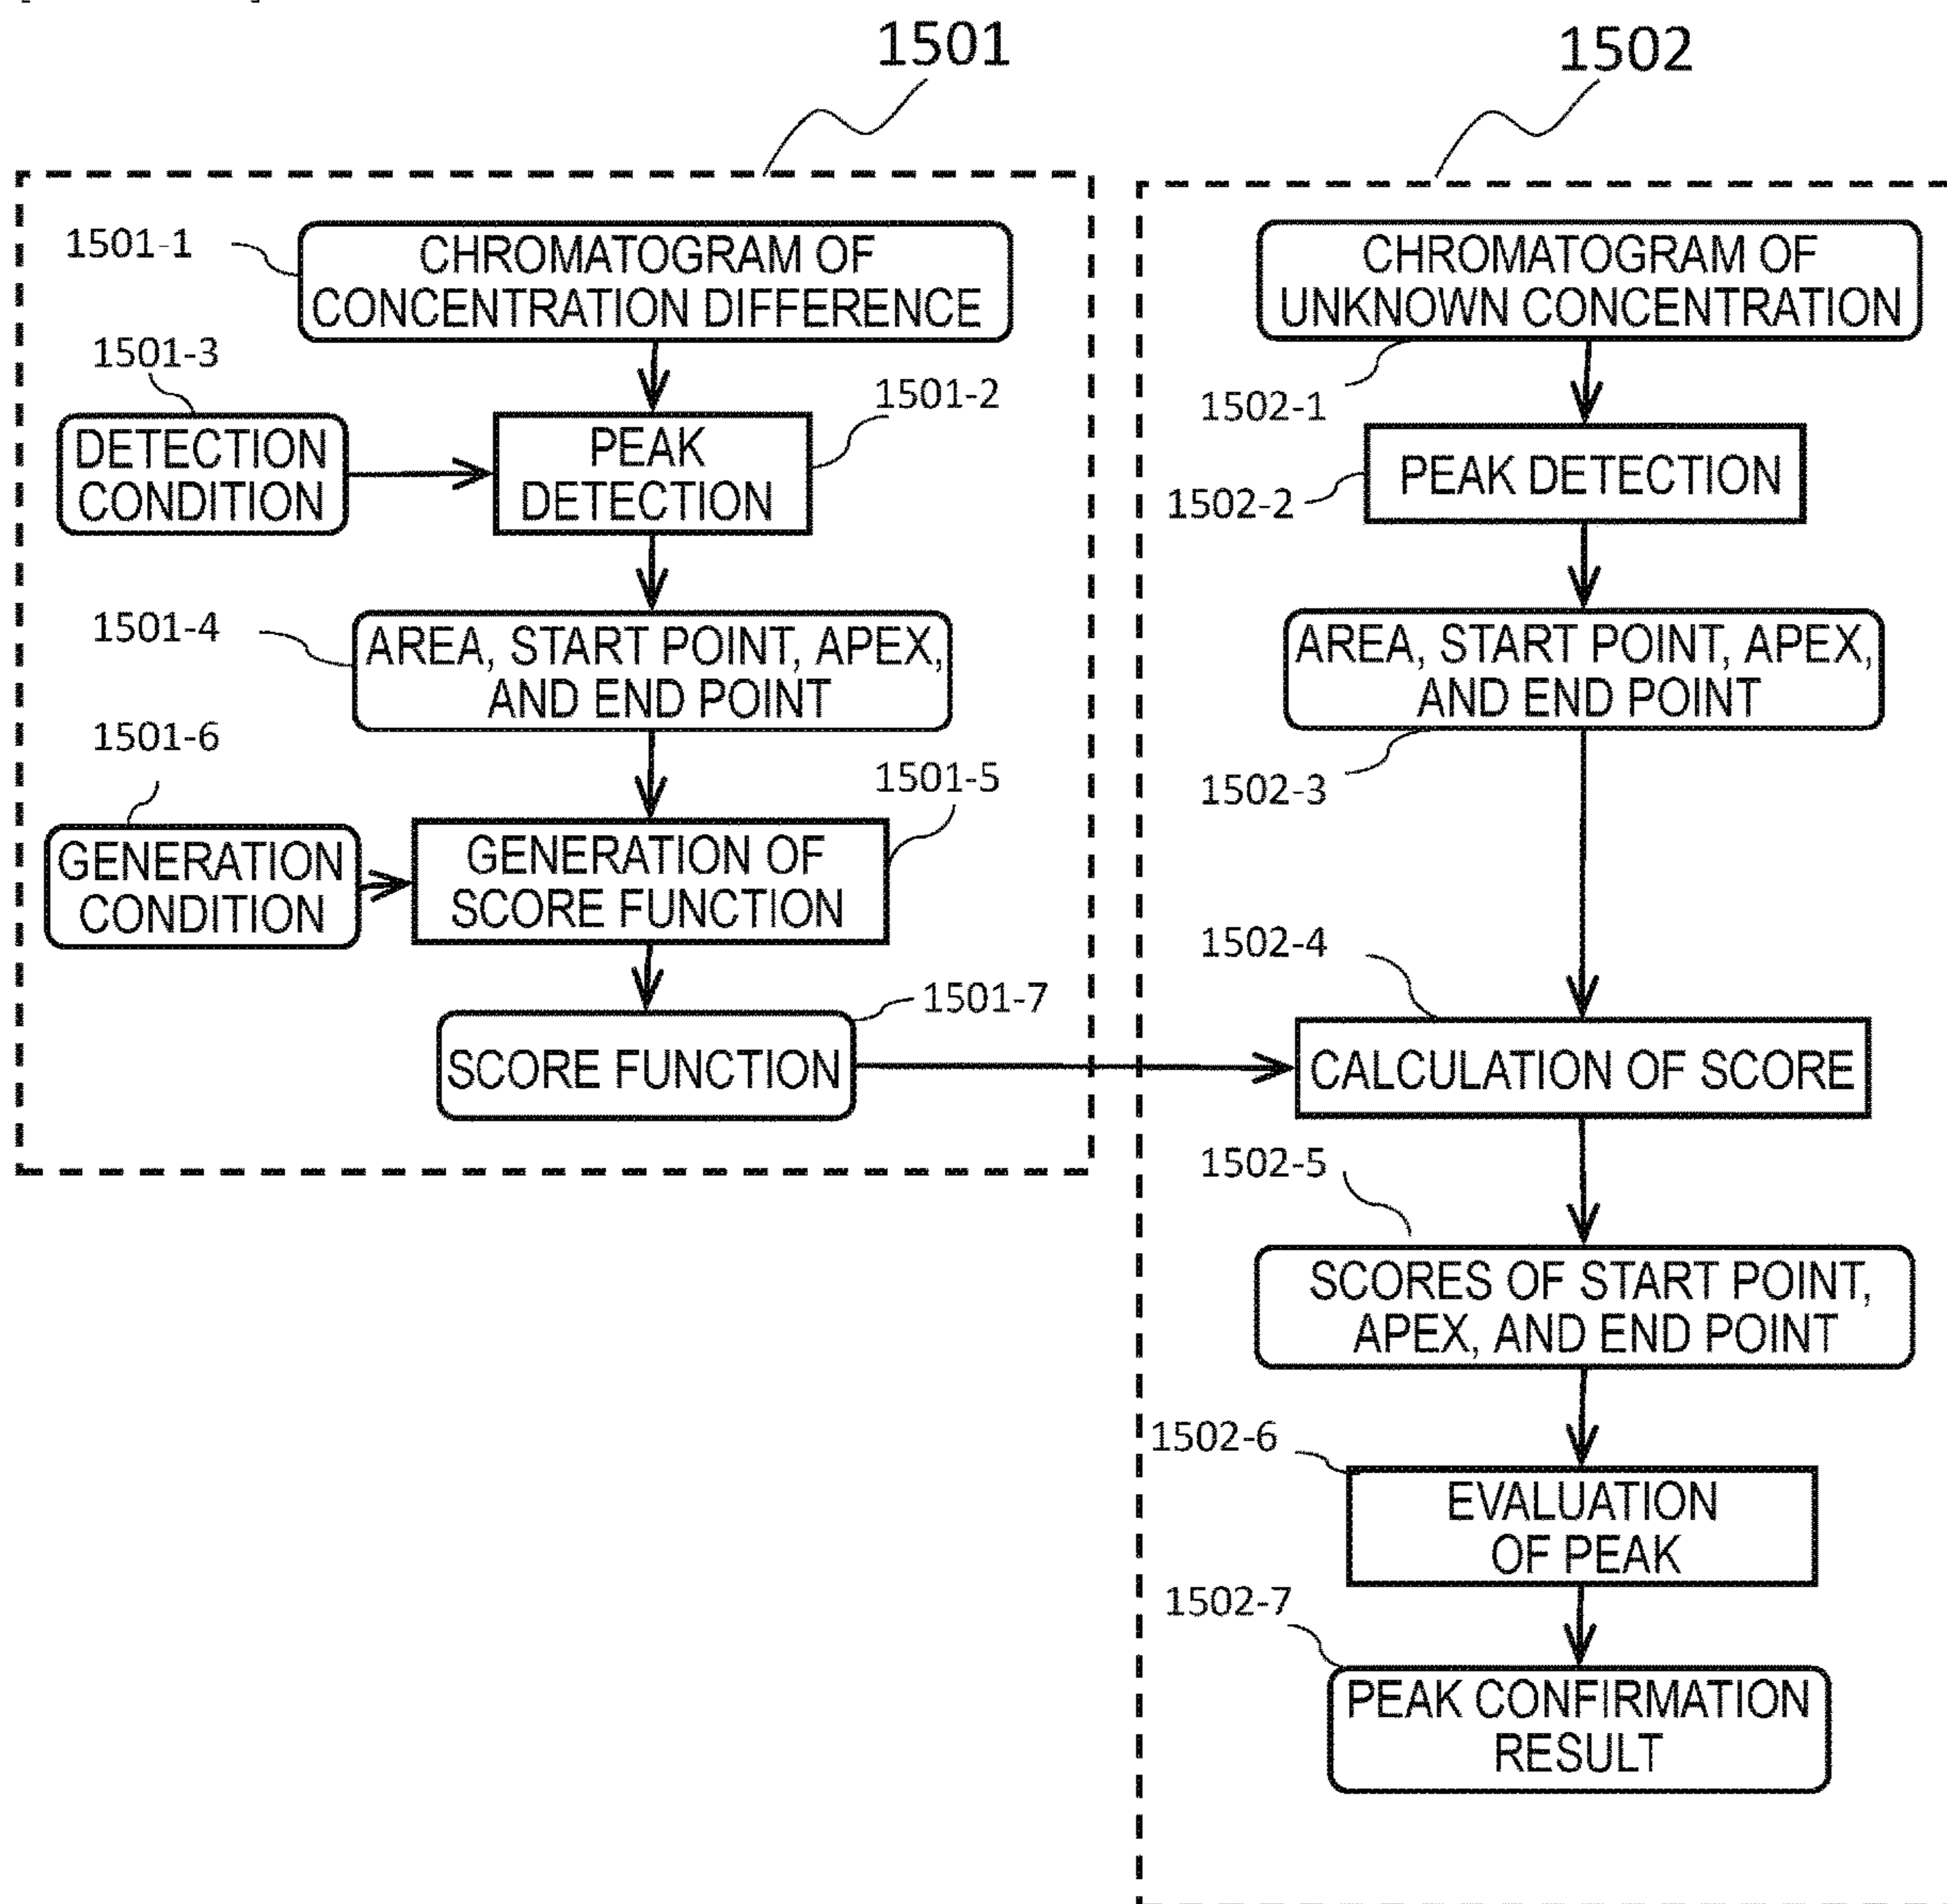 1501
1501-1
CHROMATOGRAM OF
CONCENTRATION DIFFERENCE
1501-3
DETECTION
CONDITION
1501-2
PEAK
DETECTION
1501-4
AREA, START POINT, APEX,
AND END POINT
1501-6
GENERATION
CONDITION
1501-5
GENERATION OF
SCORE FUNCTION
1501-7
SCORE FUNCTION
1502
CHROMATOGRAM OF
UNKNOWN CONCENTRATION
1502-1
PEAK DETECTION
1502-2
AREA, START POINT, APEX,
AND END POINT
1502-3
1502-4
CALCULATION OF SCORE
1502-5
SCORES OF START POINT,
APEX, AND END POINT
1502-6
EVALUATION
OF PEAK
1502-7
PEAK CONFIRMATION
RESULT